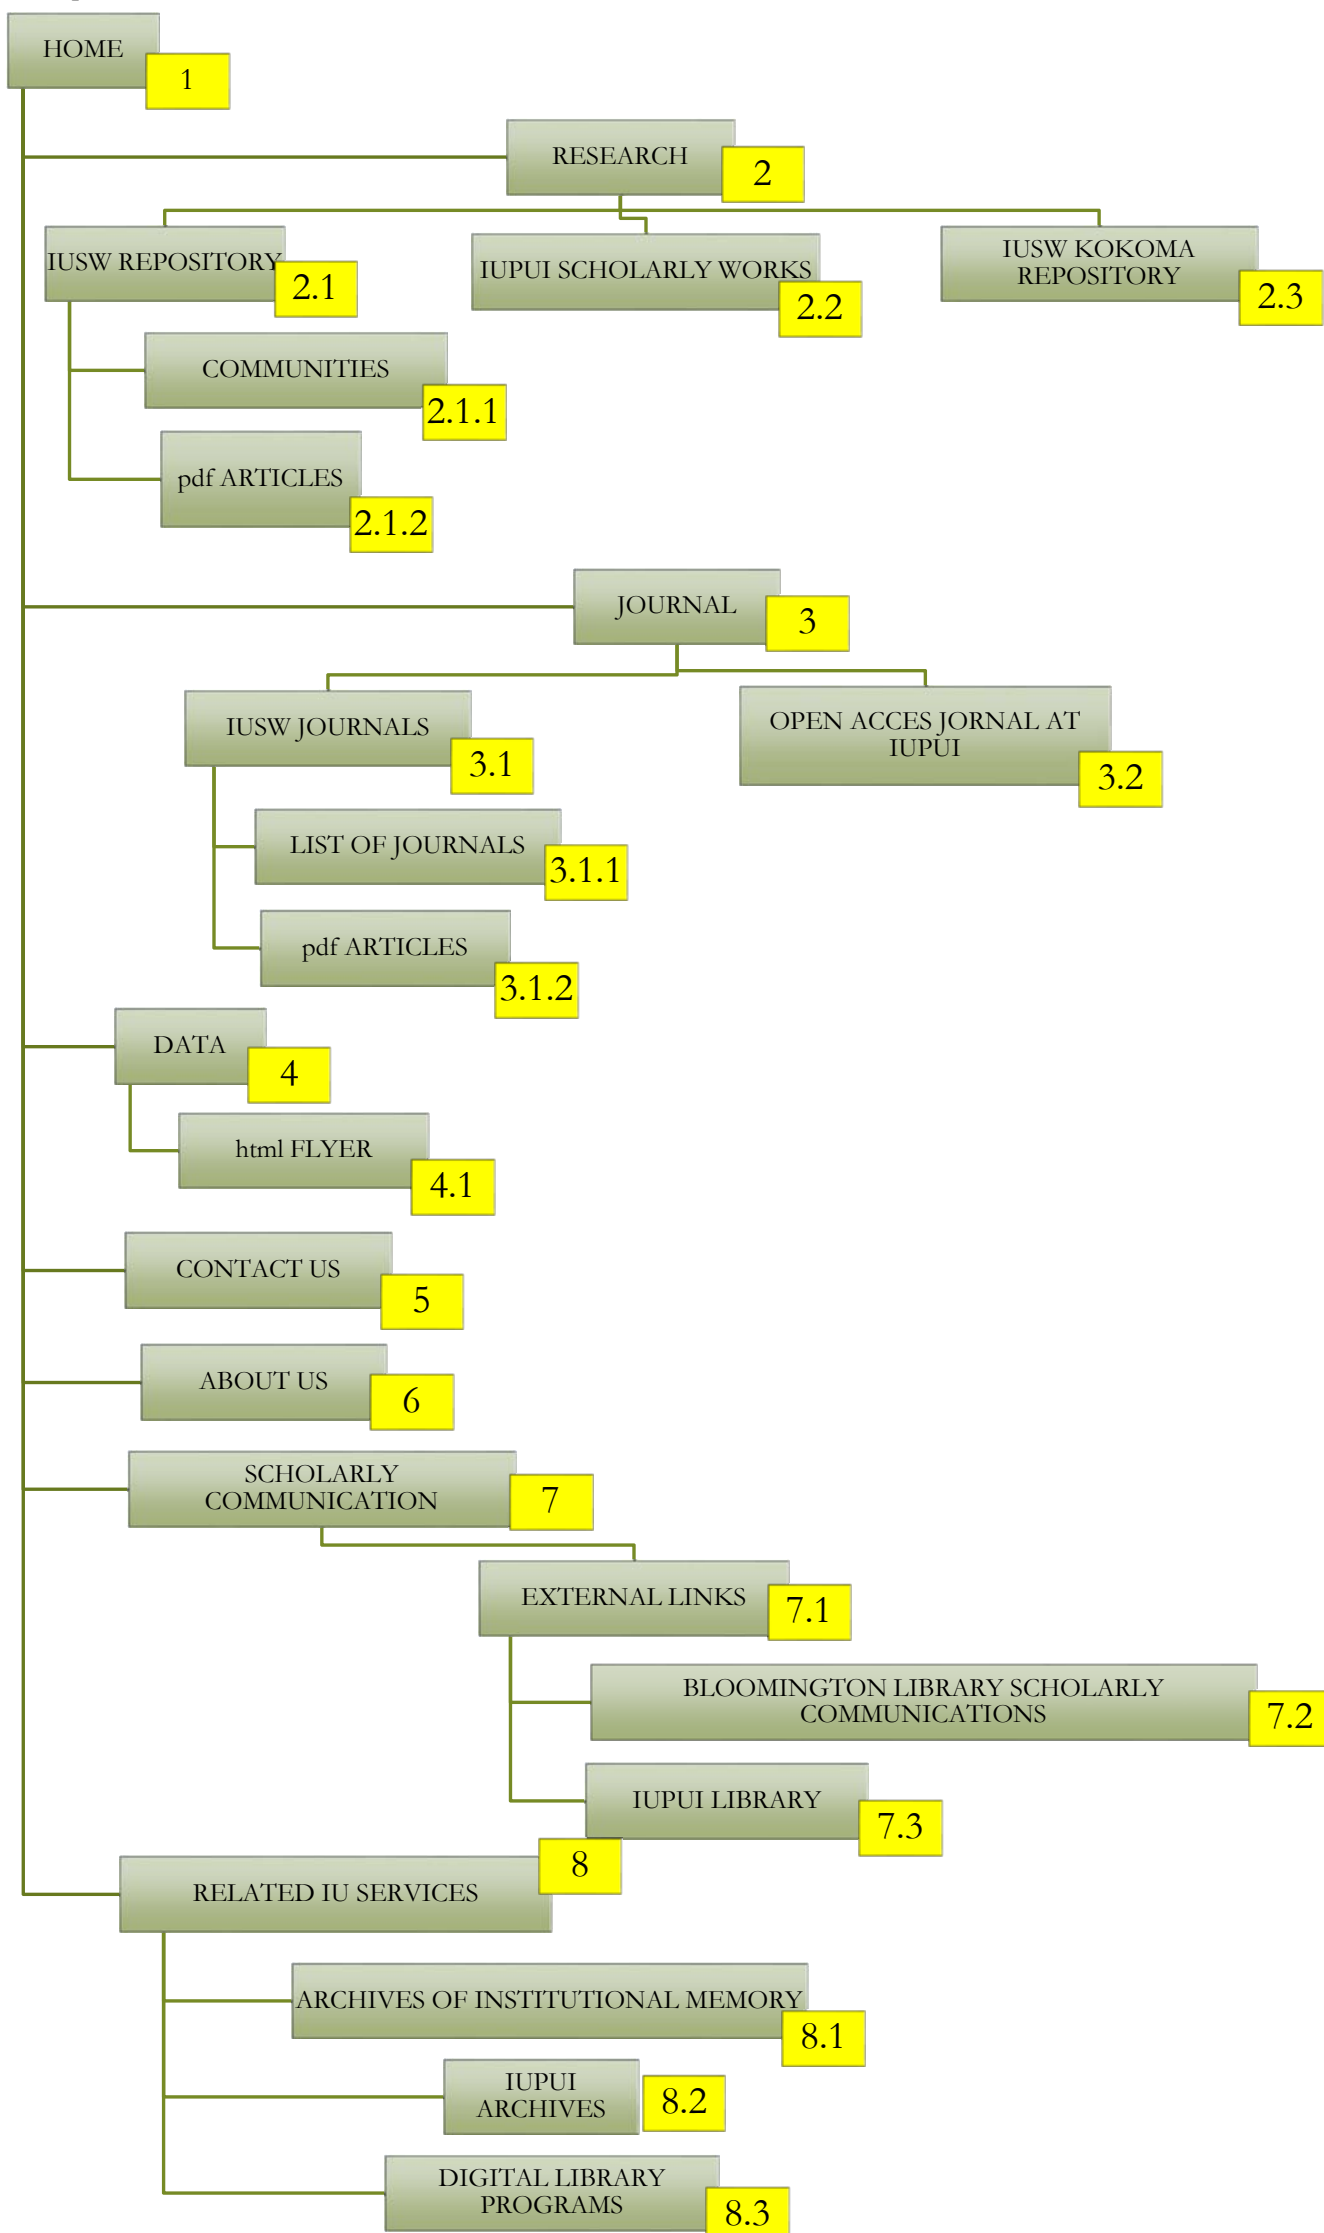 HOME
1
RESEARCH
2
IUSW REPOSITORY
2.1
IUPUI SCHOLARLY WORKS
2.2
IUSW KOKOMA
REPOSITORY
2.3
COMMUNITIES
2.1.1
pdf ARTICLES
2.1.2
JOURNAL
3
IUSW JOURNALS
3.1
OPEN ACCES JORNAL AT
IUPUI
3.2
LIST OF JOURNALS
3.1.1
pdf ARTICLES
3.1.2
DATA
4
html FLYER
4.1
CONTACT US
5
ABOUT US
6
SCHOLARLY
COMMUNICATION
7
EXTERNAL LINKS
7.1
BLOOMINGTON LIBRARY SCHOLARLY
COMMUNICATIONS
7.2
IUPUI LIBRARY
7.3
RELATED IU SERVICES
8
ARCHIVES OF INSTITUTIONAL MEMORY
8.1
IUPUI
ARCHIVES
8.2
DIGITAL LIBRARY
PROGRAMS
8.3